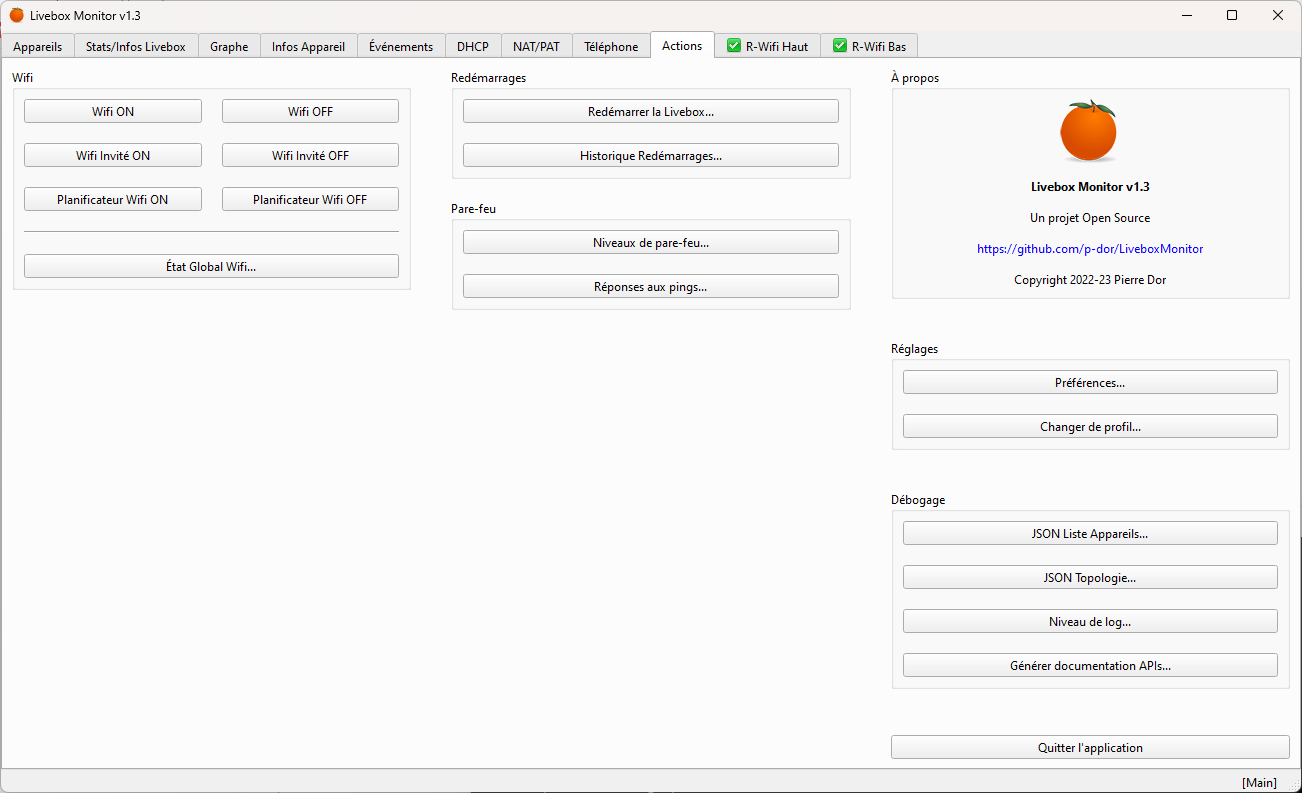 Livebox Monitor v1.3
Appareils Stats/Infos Livebox Graphe Infos Appareil Événements DHCP NAT/PAT Téléphone Actions R-Wifi Haut R-Wifi Bas
Wifi
Wifi ON Wifi OFF
Wifi Invité ON Wifi Invité OFF
Planificateur Wifi ON Planificateur Wifi OFF
État Global Wifi...
Redémarrages
Redémarrer la Livebox...
Historique Redémarrages...
Pare-feu
Niveaux de pare-feu...
Réponses aux pings...
À propos
Livebox Monitor v1.3
Un projet Open Source
https://github.com/p-dor/LiveboxMonitor
Copyright 2022-23 Pierre Dor
Réglages
Préférences...
Changer de profil...
Débogage
JSON Liste Appareils...
JSON Topologie...
Niveau de log...
Générer documentation APIs...
Quitter l'application
[Main]